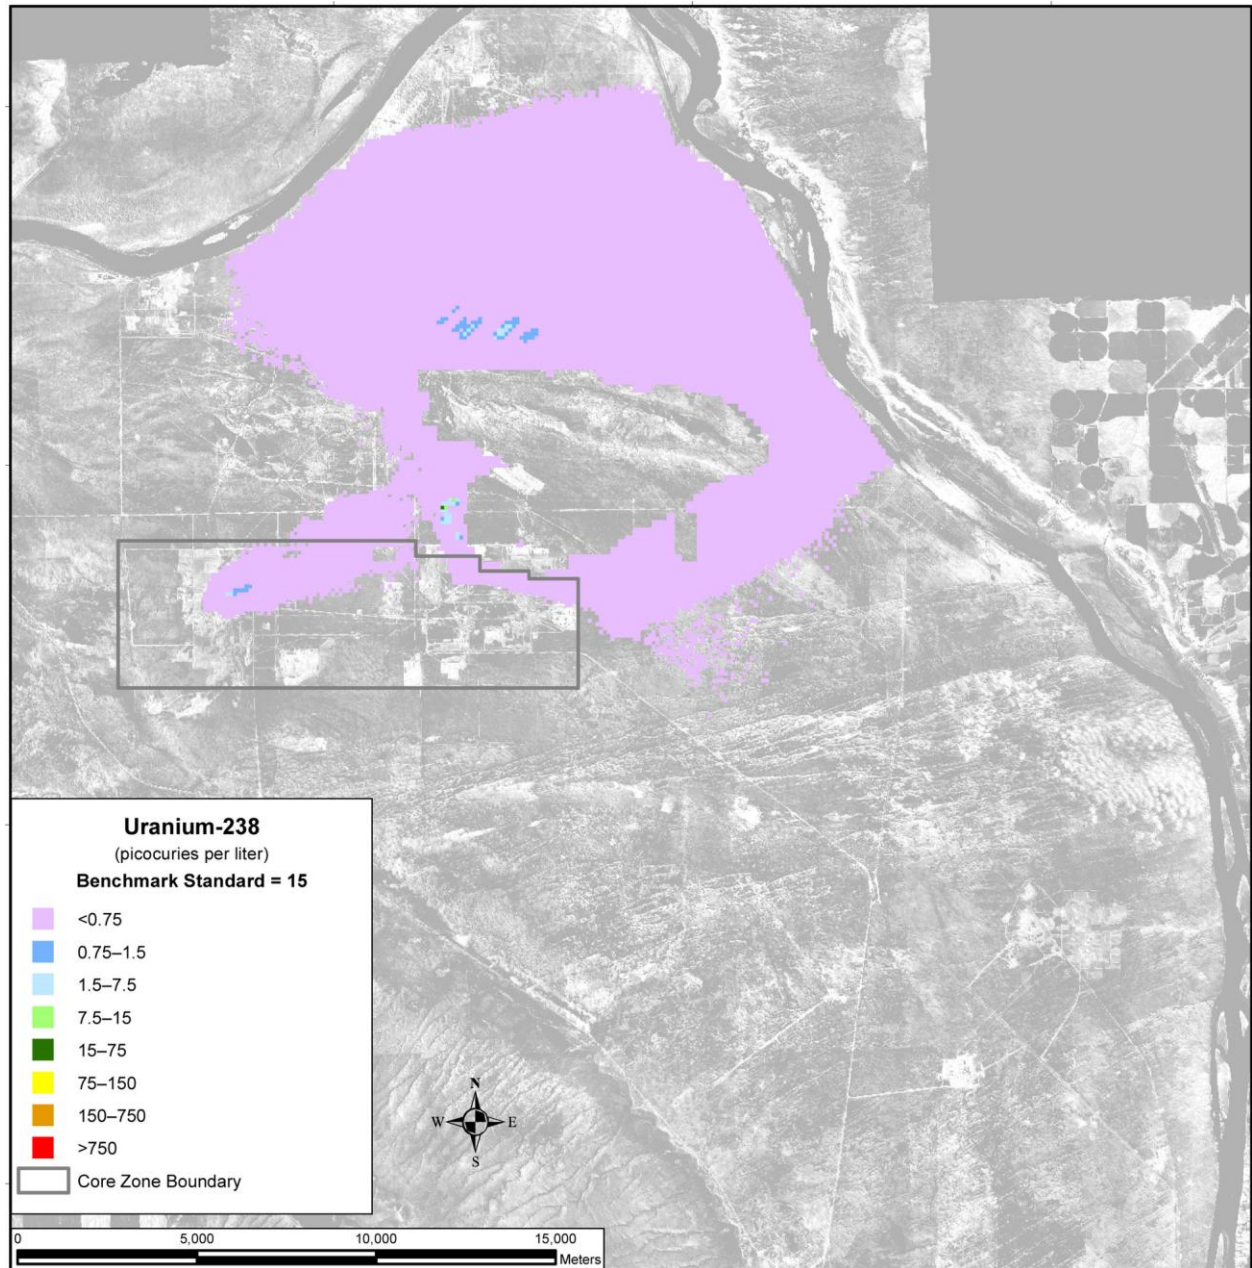 Uranium-238
(picocuries per liter)
Benchmark Standard = 15
<0.75
0.75–1.5
1.5–7.5
7.5–15
15–75
75–150
150–750
>750
Core Zone Boundary
N
W E
S
0 5,000 10,000 15,000
Meters